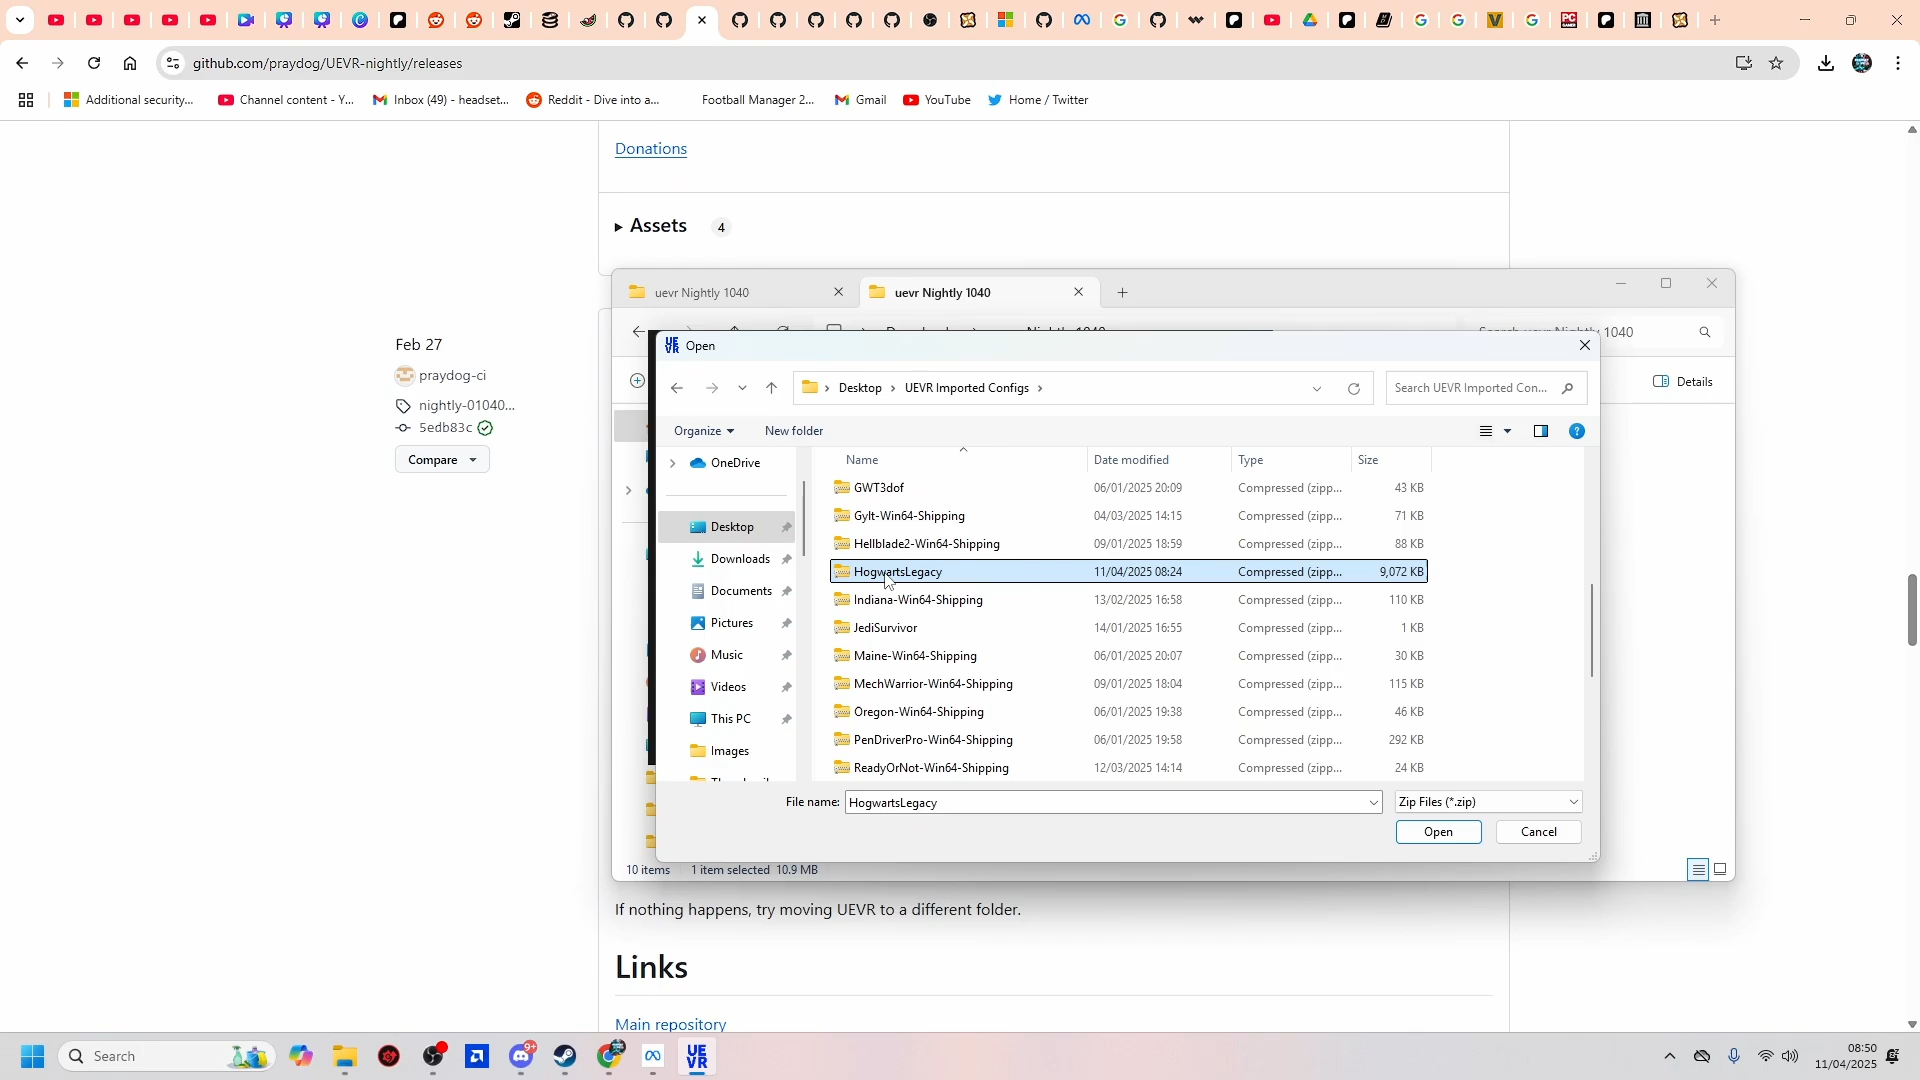 github.com/praydog/UEVR-nightly/releases
Additional security...
Channel content - Y...
Inbox (49) - headset...
Reddit - Dive into a...
Football Manager 2...
Gmail
YouTube
Home / Twitter
Donations
Assets 4
Feb 27
praydog-ci
nightly-01040...
5edb83c
Compare
uevr Nightly 1040
uevr Nightly 1040
Details
UE VR Open
Desktop
UEVR Imported Configs
Search UEVR Imported Con...
Organize
New folder
OneDrive
Desktop
Downloads
Documents
Pictures
Music
Videos
This PC
Images
Name Date modified Type Size
GWT3dof 06/01/2025 20:09 Compressed (zipp... 43 KB
Gylt-Win64-Shipping 04/03/2025 14:15 Compressed (zipp... 71 KB
Hellblade2-Win64-Shipping 09/01/2025 18:59 Compressed (zipp... 88 KB
HogwartsLegacy 11/04/2025 08:24 Compressed (zipp... 9,072 KB
Indiana-Win64-Shipping 13/02/2025 16:58 Compressed (zipp... 110 KB
JediSurvivor 14/01/2025 16:55 Compressed (zipp... 1 KB
Maine-Win64-Shipping 06/01/2025 20:07 Compressed (zipp... 30 KB
MechWarrior-Win64-Shipping 09/01/2025 18:04 Compressed (zipp... 115 KB
Oregon-Win64-Shipping 06/01/2025 19:38 Compressed (zipp... 46 KB
PenDriverPro-Win64-Shipping 06/01/2025 19:58 Compressed (zipp... 292 KB
ReadyOrNot-Win64-Shipping 12/03/2025 14:14 Compressed (zipp... 24 KB
File name: HogwartsLegacy
Zip Files (*.zip)
Open
Cancel
10 items 1 item selected 10.9 MB
If nothing happens, try moving UEVR to a different folder.
Links
Main repository
Search
UE VR
08:50
11/04/2025